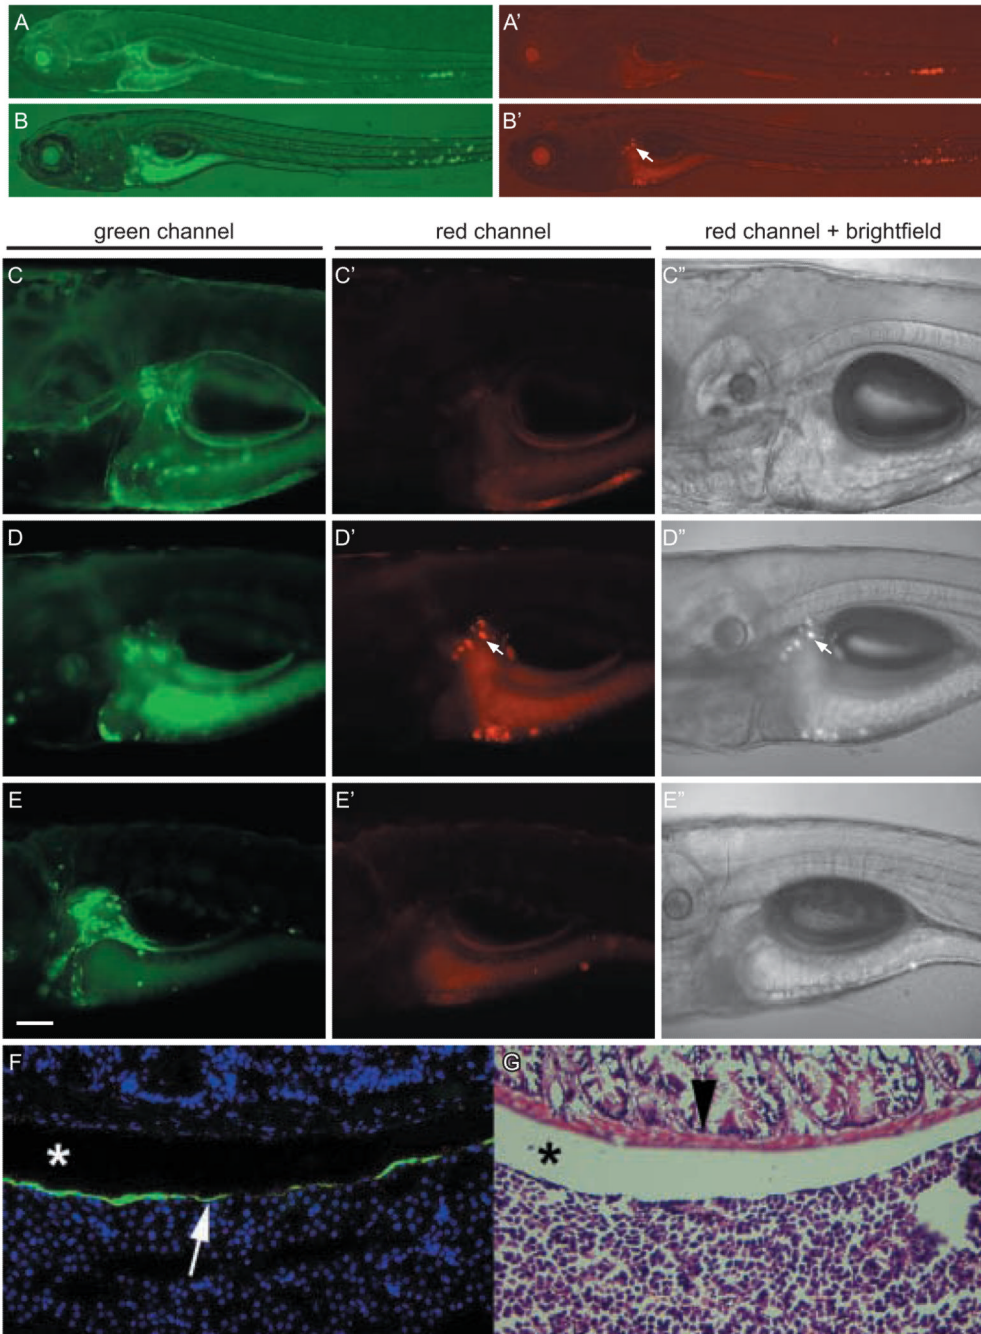 A A'
B B'
green channel red channel red channel + brightfield
C C' C"
D D' D"
E E' E"
F G
* *